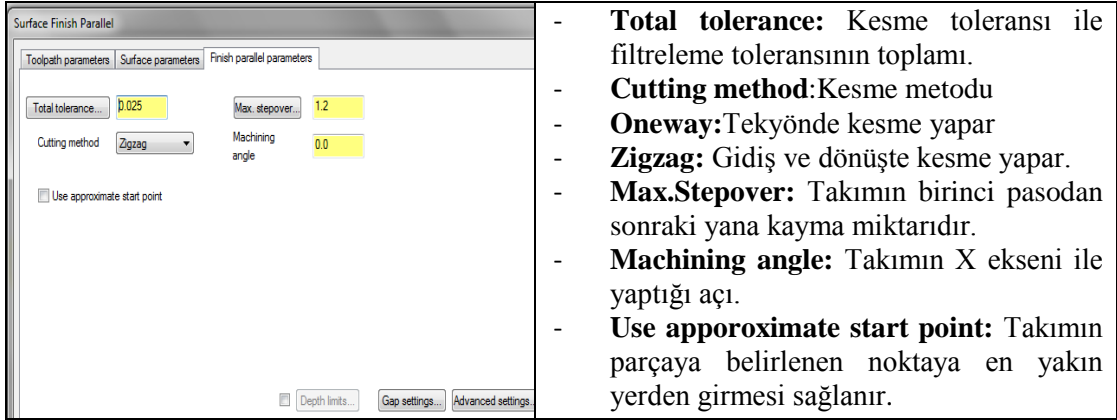 Surface Finish Parallel
Toolpath parameters Surface parameters Finish parallel parameters
Total tolerance... 0.025 Max. stepover... 1.2
Cutting method Zigzag Machining angle 0.0
Use approximate start point
Depth limits... Gap settings... Advanced settings...
- Total tolerance: Kesme toleransı ile
filtreleme toleransının toplamı.
- Cutting method:Kesme metodu
- Oneway:Tekyönde kesme yapar
- Zigzag: Gidiş ve dönüşte kesme yapar.
- Max.Stepover: Takımın birinci pasodan
sonraki yana kayma miktarıdır.
- Machining angle: Takımın X ekseni ile
yaptığı açı.
- Use apporoximate start point: Takımın
parçaya belirlenen noktaya en yakın
yerden girmesi sağlanır.